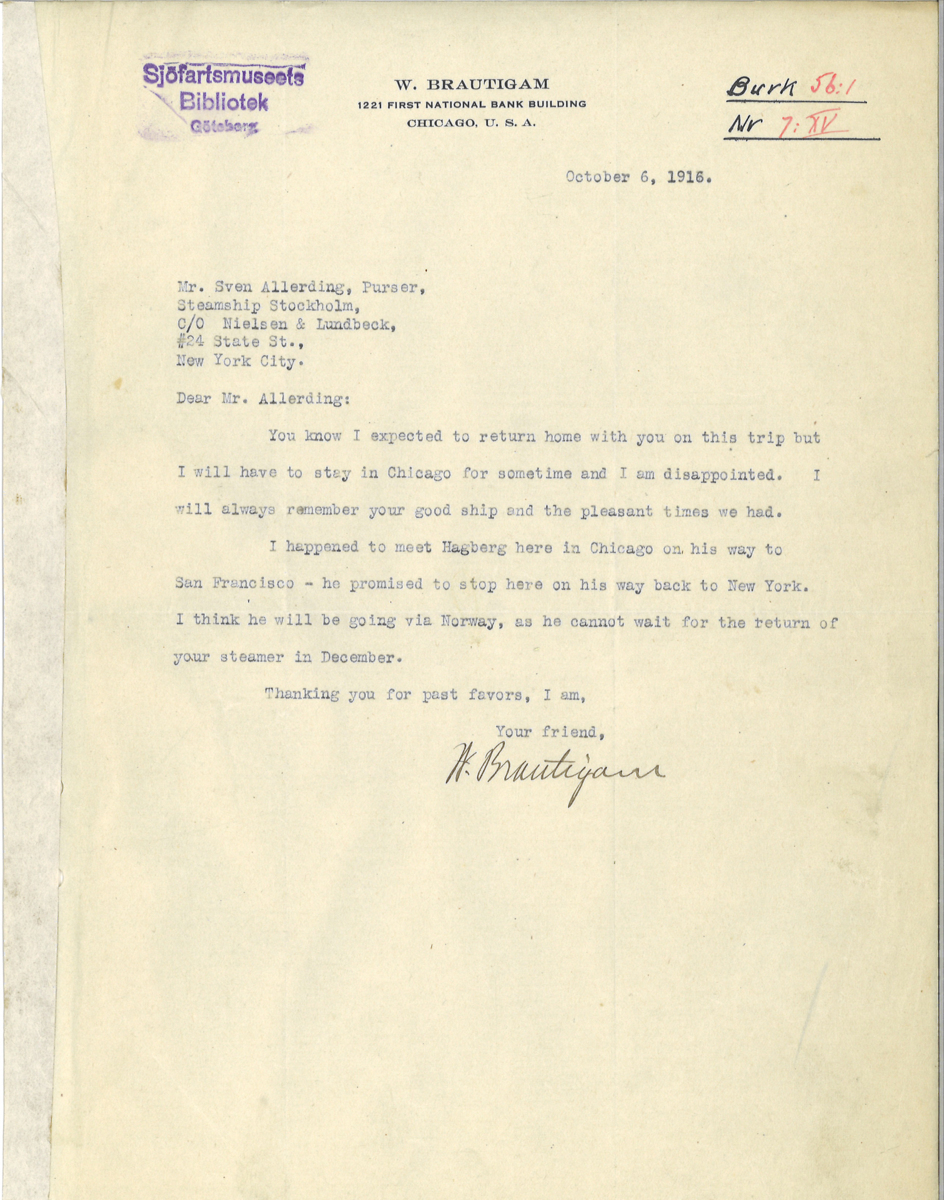 Sjöfartsmuseets
Bibliotek
Göteborg
W. BRAUTIGAM
1221 FIRST NATIONAL BANK BUILDING
CHICAGO, U. S. A.
Burk 56:1
Nr 7: XV
October 6, 1916.
Mr. Sven Allerding, Purser,
Steamship Stockholm,
C/O Nielsen & Lundbeck,
#24 State St.,
New York City.
Dear Mr. Allerding:
You know I expected to return home with you on this trip but
I will have to stay in Chicago for sometime and I am disappointed. I
will always remember your good ship and the pleasant times we had.
I happened to meet Hagberg here in Chicago on his way to
San Francisco - he promised to stop here on his way back to New York.
I think he will be going via Norway, as he cannot wait for the return of
your steamer in December.
Thanking you for past favors, I am,
Your friend,
W. Brautigam